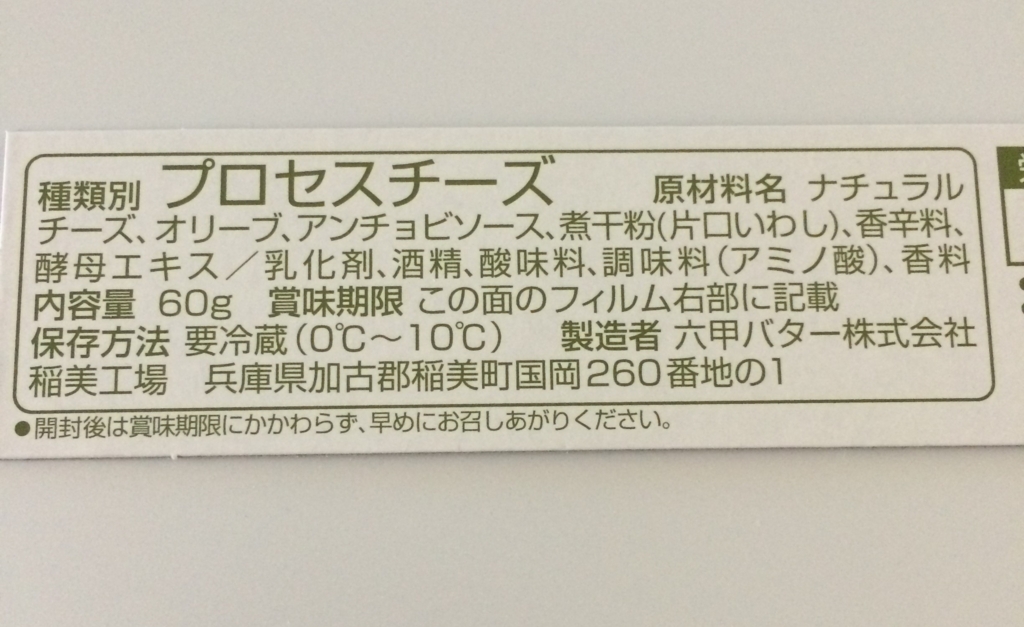 種類別 プロセスチーズ 原材料名 ナチュラル
チーズ、オリーブ、アンチョビソース、煮干粉(片口いわし)、香辛料、
酵母エキス／乳化剤、酒精、酸味料、調味料(アミノ酸)、香料
内容量 60g 賞味期限 この面のフィルム右部に記載
保存方法 要冷蔵(0℃～10℃) 製造者 六甲バター株式会社
稲美工場 兵庫県加古郡稲美町国岡260番地の1
●開封後は賞味期限にかかわらず、早めにお召しあがりください。